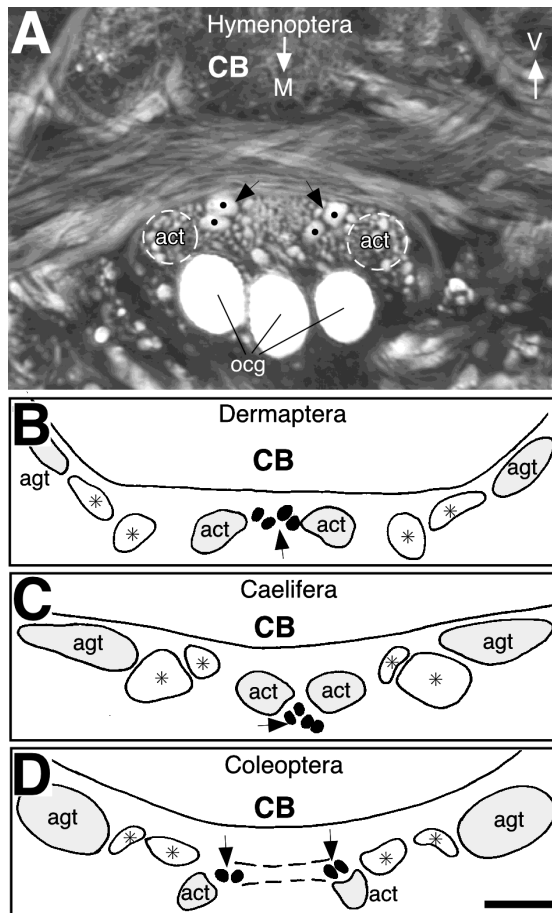 A
Hymenoptera
CB
M
V
act act
ocg
B
Dermaptera
CB
agt agt
* *
* *
act act
C
Caelifera
CB
agt agt
* * * *
act act
D
Coleoptera
CB
agt agt
* * * *
act act